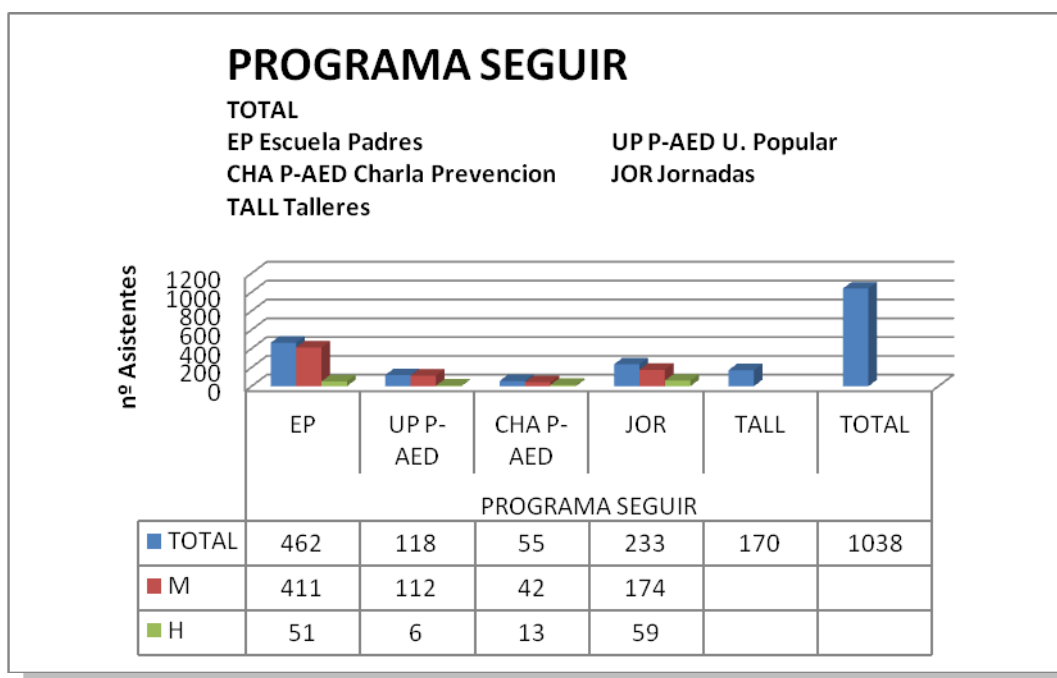 PROGRAMA SEGUIR
TOTAL
EP Escuela Padres UP P-AED U. Popular
CHA P-AED Charla Prevencion JOR Jornadas
TALL Talleres
nº Asistentes
1200
1000
800
600
400
200
0
EP UP P-AED CHA P-AED JOR TALL TOTAL
PROGRAMA SEGUIR
TOTAL 462 118 55 233 170 1038
M 411 112 42 174
H 51 6 13 59